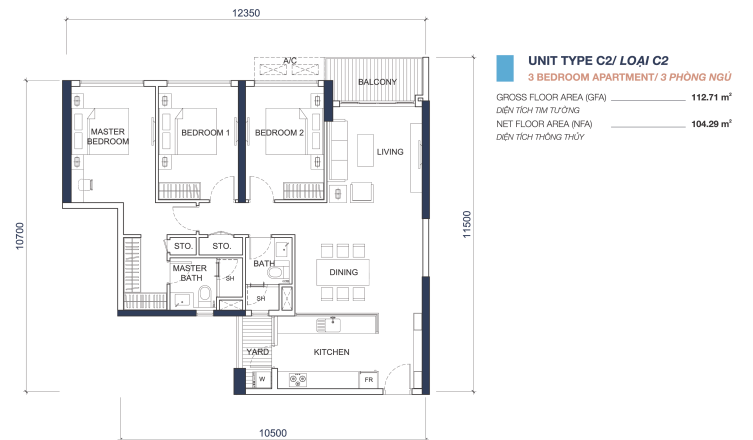 12350
A/C
BALCONY
UNIT TYPE C2/ LOẠI C2
3 BEDROOM APARTMENT/ 3 PHÒNG NGỦ
GROSS FLOOR AREA (GFA) 112.71 m²
DIỆN TÍCH TIM TƯỜNG
NET FLOOR AREA (NFA) 104.29 m²
DIỆN TÍCH THÔNG THỦY
MASTER
BEDROOM
BEDROOM 1
BEDROOM 2
LIVING
10700
11500
STO.
STO.
MASTER
BATH
SH
BATH
SH
DINING
YARD
KITCHEN
W
FR
10500